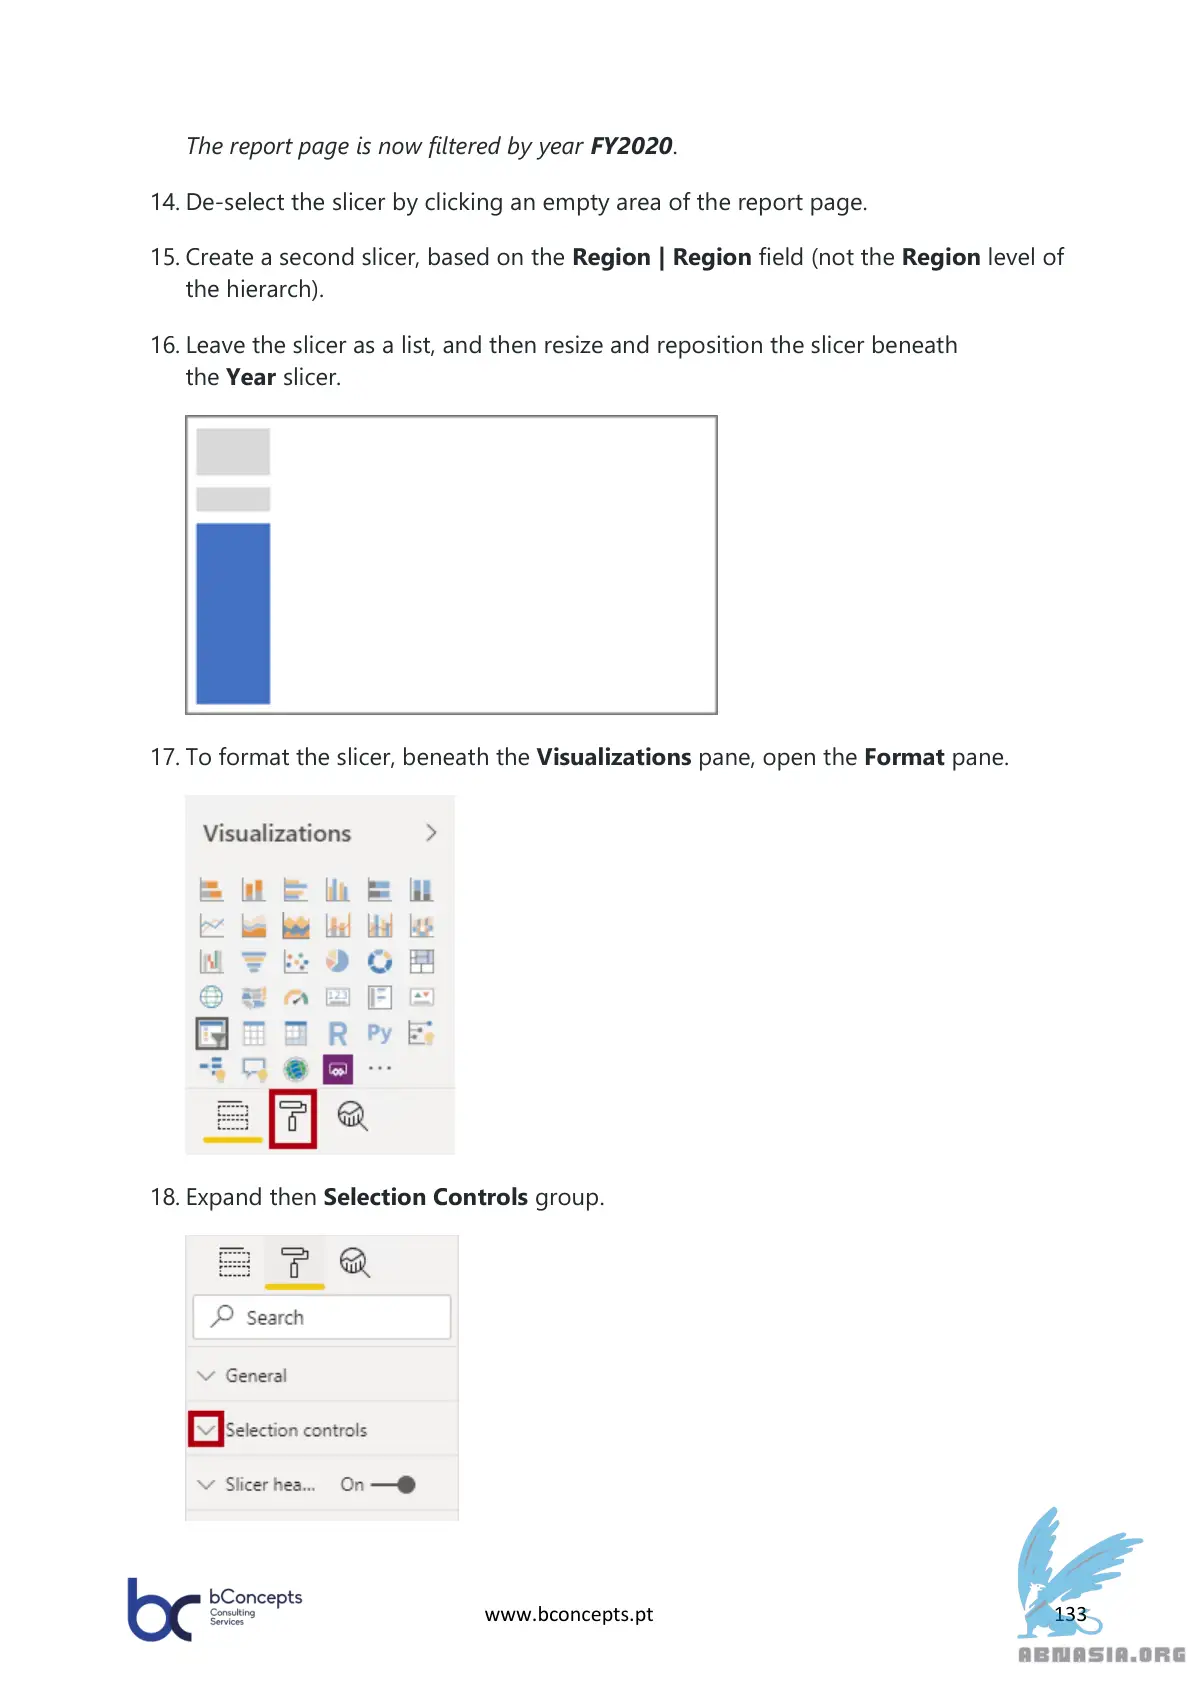 The report page is now filtered by year FY2020.
14. De-select the slicer by clicking an empty area of the report page.
15. Create a second slicer, based on the Region | Region field (not the Region level of
the hierarch).
16. Leave the slicer as a list, and then resize and reposition the slicer beneath
the Year slicer.
17. To format the slicer, beneath the Visualizations pane, open the Format pane.
Visualizations
123
R Py
18. Expand then Selection Controls group.
Search
General
Selection controls
Slicer hea... On
bc bConcepts
Consulting
Services
www.bconcepts.pt
133
ABNASIA.ORG